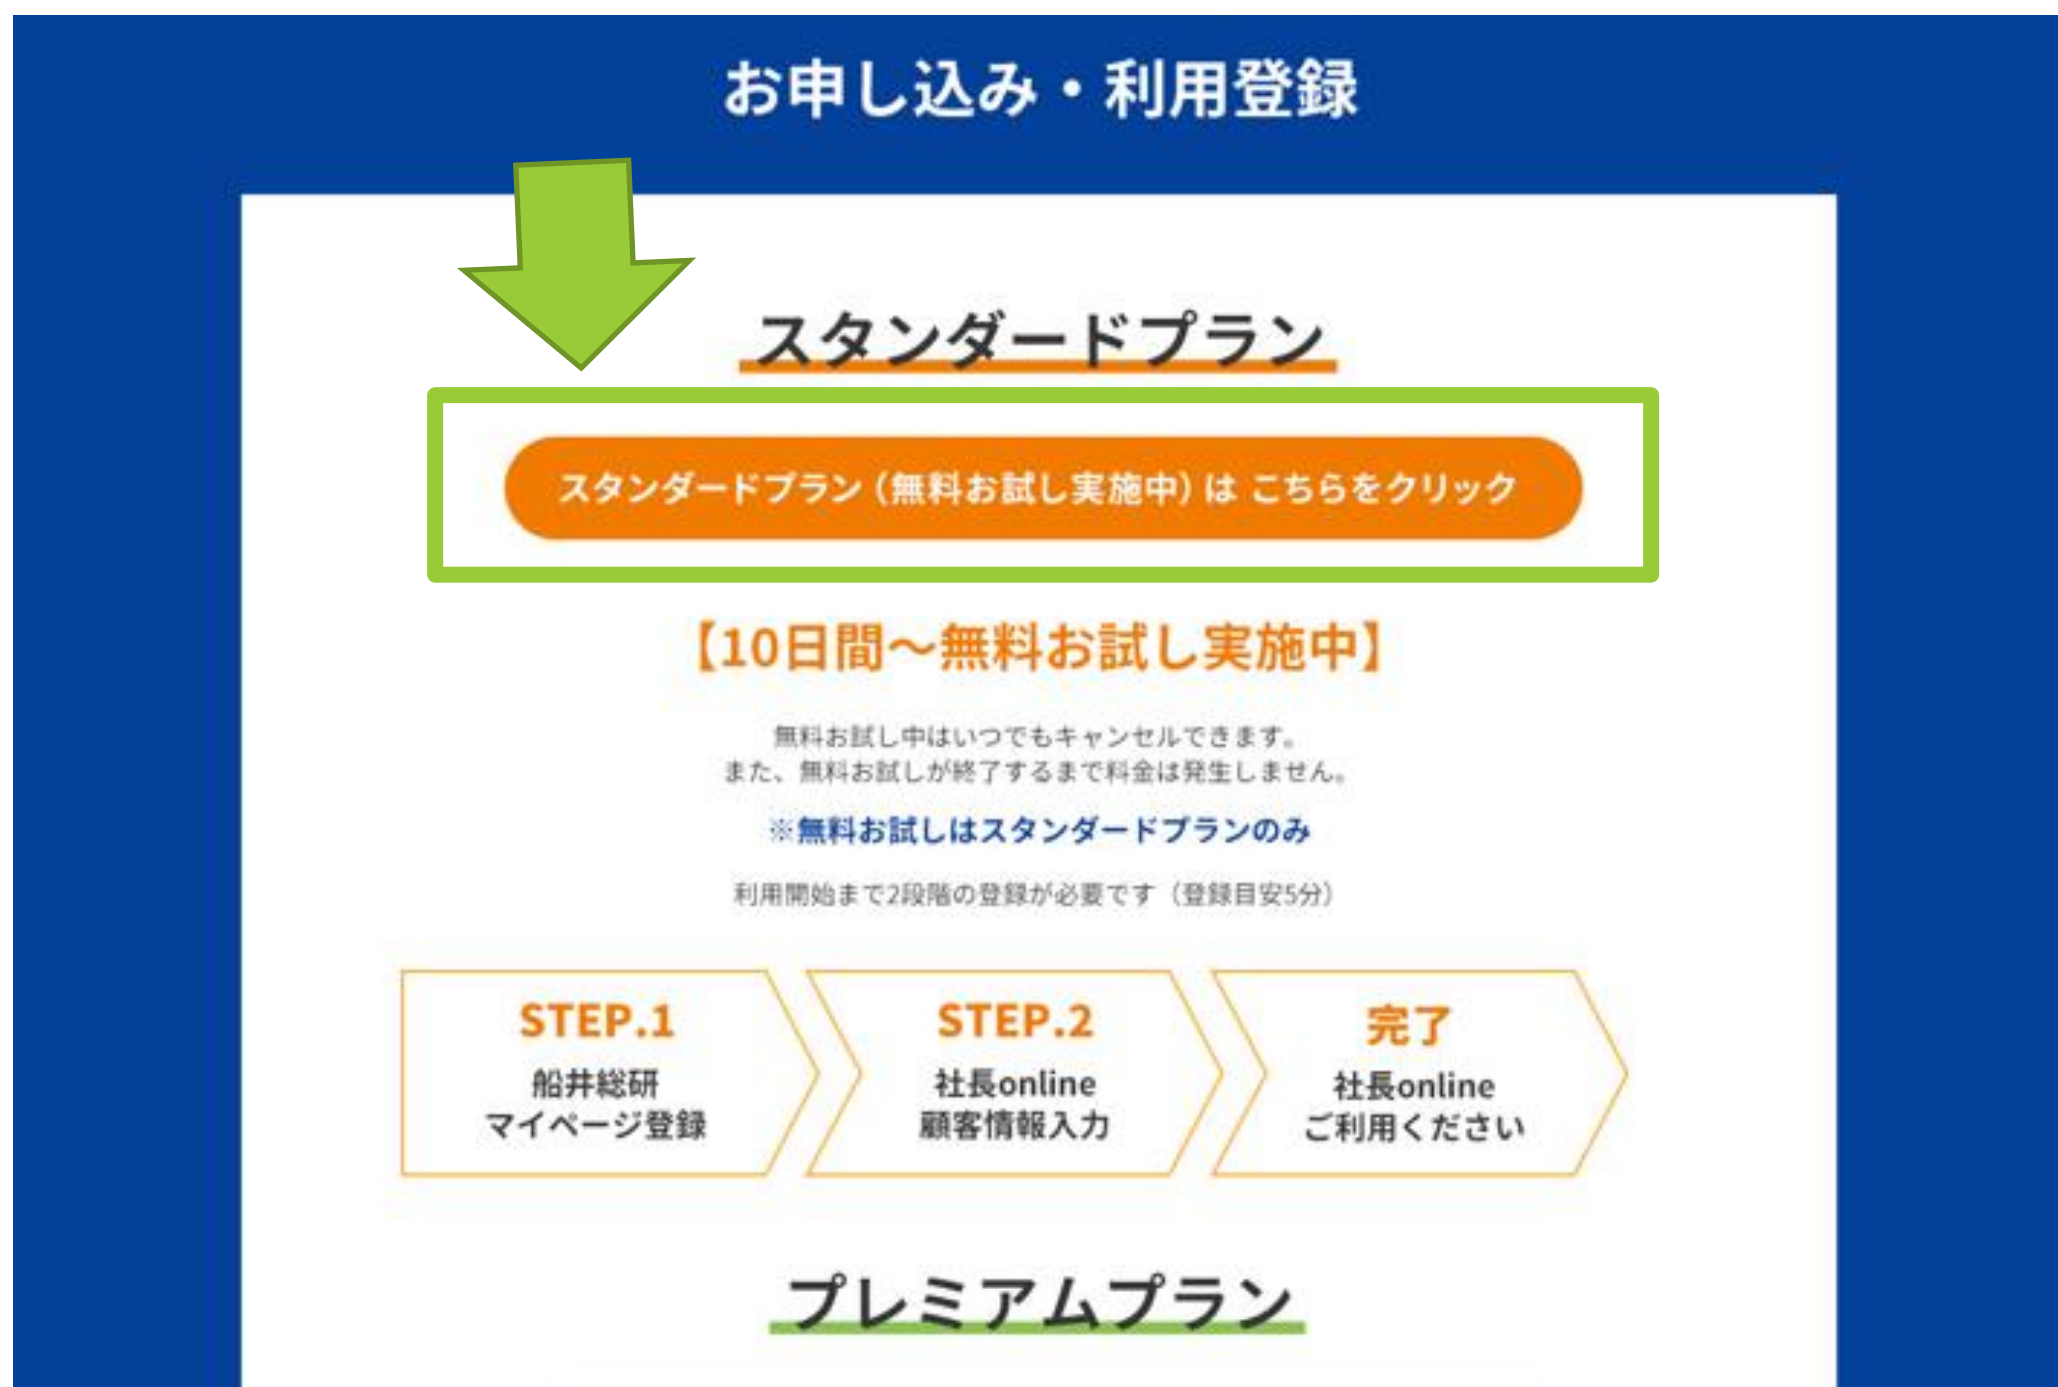 お申し込み・利用登録
スタンダードプラン
スタンダードプラン（無料お試し実施中）は こちらをクリック
【10日間～無料お試し実施中】
無料お試し中はいつでもキャンセルできます。
また、無料お試しが終了するまで料金は発生しません。
※無料お試しはスタンダードプランのみ
利用開始まで2段階の登録が必要です（登録目安5分）
STEP.1
船井総研
マイページ登録
STEP.2
社長online
顧客情報入力
完了
社長online
ご利用ください
プレミアムプラン